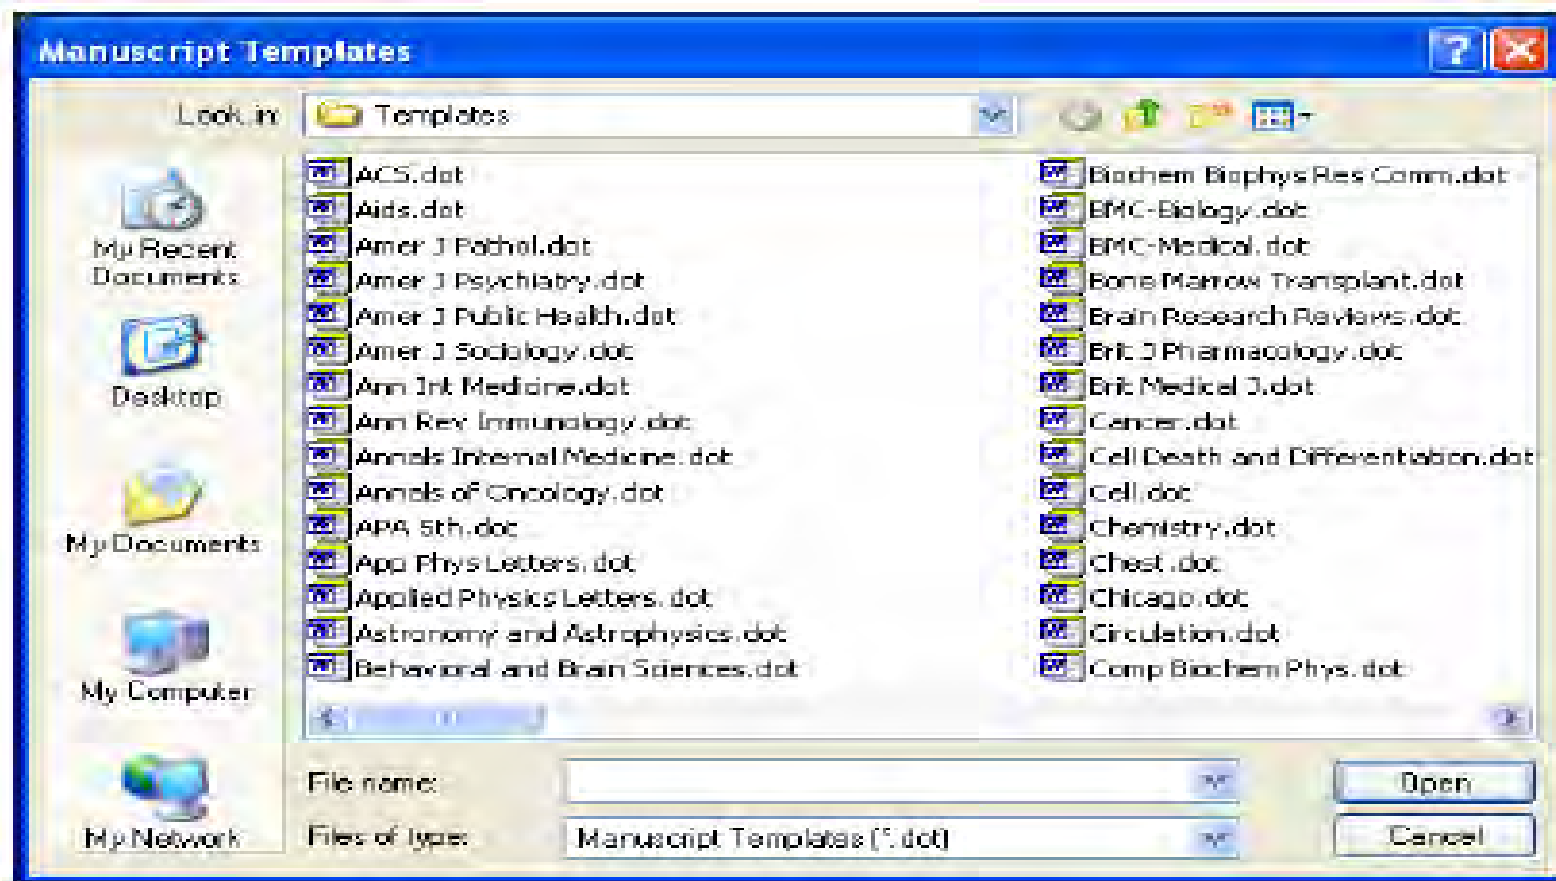 Manuscript Templates
Look in
Templates
My Recent
Documents
Desktop
My Documents
My Computer
My Network
ACS.dot
Aids.dot
Amer J Pathol.dot
Amer J Psychiatry.dot
Amer J Public Health.dot
Amer J Sociology.dot
Ann Int Medicine.dot
Ann Rev Immunology.dot
Annals Internal Medicine.dot
Annals of Oncology.dot
APA 5th.dot
App Phys Letters.dot
Applied Physics Letters.dot
Astronomy and Astrophysics.dot
Behavioral and Brain Sciences.dot
Biochem Biophys Res Comm.dot
BMC-Biology.dot
BMC-Medical.dot
Bone Marrow Transplant.dot
Brain Research Reviews.dot
Brit J Pharmacology.dot
Brit Medical J.dot
Cancer.dot
Cell Death and Differentiation.dot
Cell.dot
Chemistry.dot
Chest.dot
Chicago.dot
Circulation.dot
Comp Biochem Phys.dot
File name:
Open
Files of type:
Manuscript Templates (*.dot)
Cancel